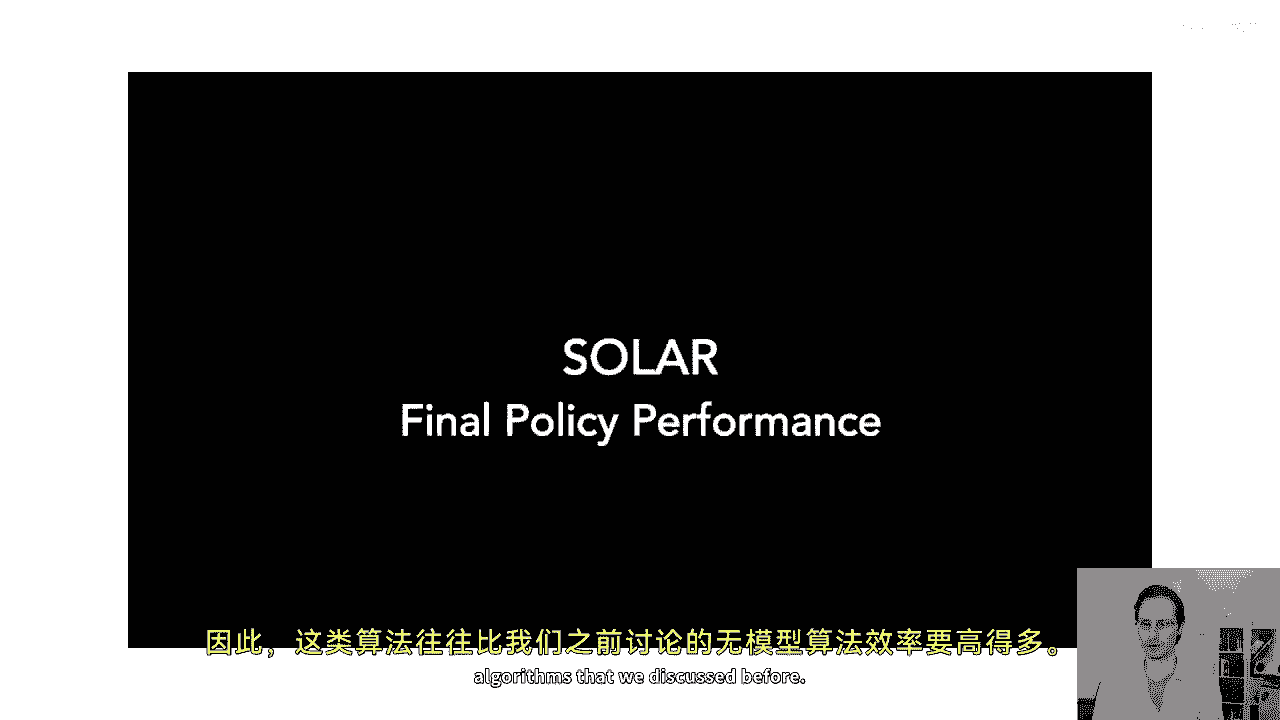 SOLAR
Final Policy Performance
因此，这类算法往往比我们之前讨论的无模型算法效率要高得多。
algorithms that we discussed before.